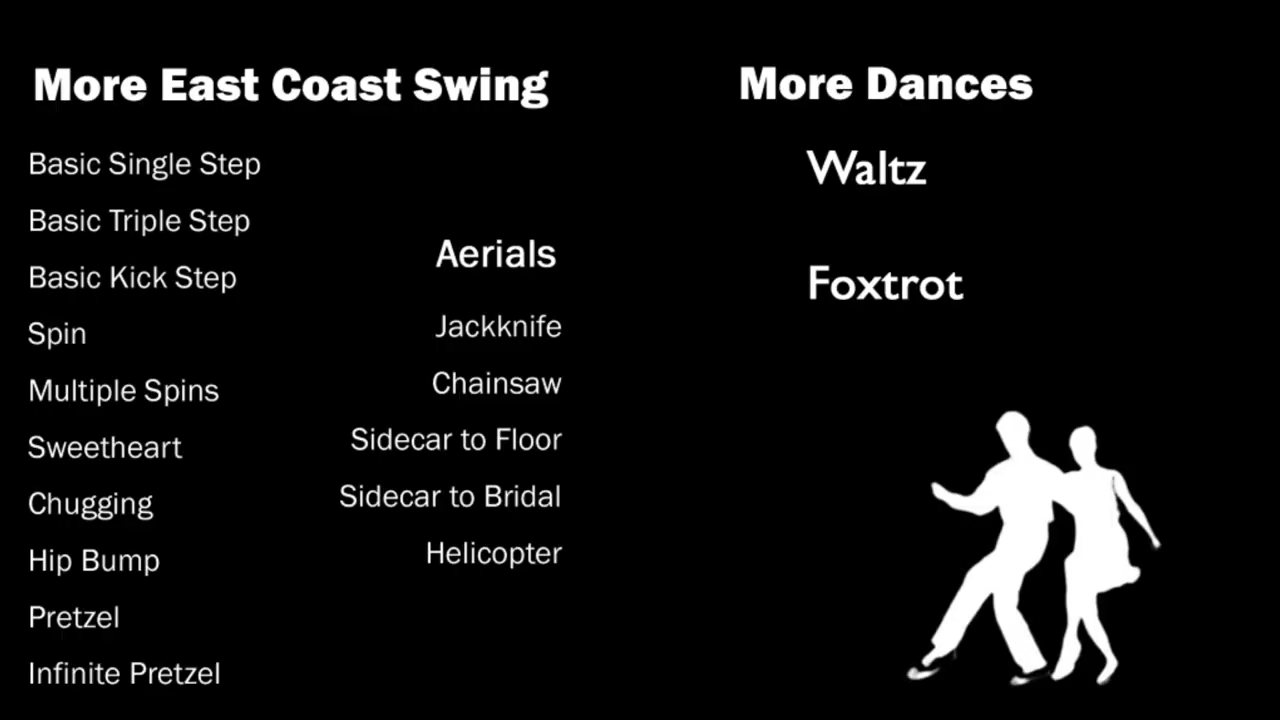 More East Coast Swing
Basic Single Step
Basic Triple Step
Basic Kick Step
Spin
Multiple Spins
Sweetheart
Chugging
Hip Bump
Pretzel
Infinite Pretzel
Aerials
Jackknife
Chainsaw
Sidecar to Floor
Sidecar to Bridal
Helicopter
More Dances
Waltz
Foxtrot